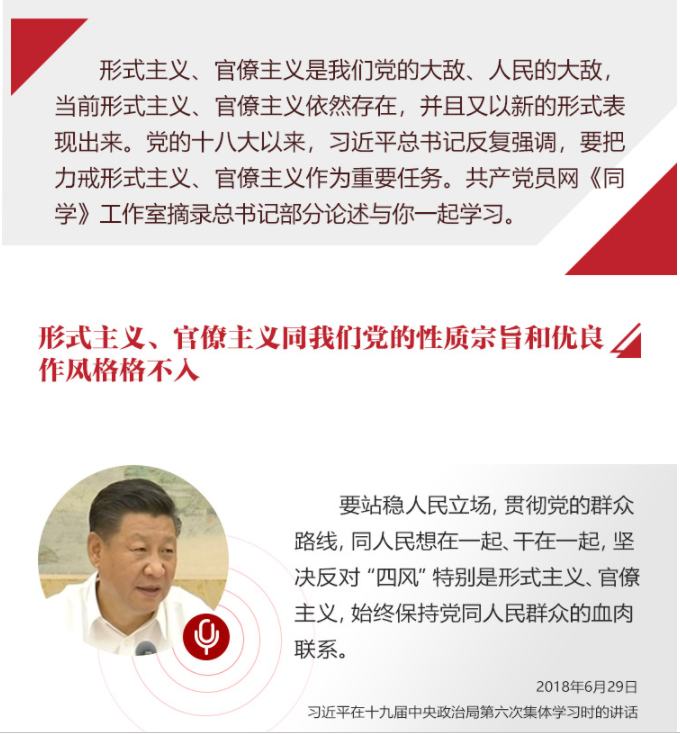 形式主义、官僚主义是我们党的大敌、人民的大敌，
当前形式主义、官僚主义依然存在，并且又以新的形式表
现出来。党的十八大以来，习近平总书记反复强调，要把
力戒形式主义、官僚主义作为重要任务。共产党员网《同
学》工作室摘录总书记部分论述与你一起学习。
形式主义、官僚主义同我们党的性质宗旨和优良
作风格格不入
要站稳人民立场，贯彻党的群众
路线，同人民想在一起、干在一起，坚
决反对“四风”特别是形式主义、官僚
主义，始终保持党同人民群众的血肉
联系。
2018年6月29日
习近平在十九届中央政治局第六次集体学习时的讲话